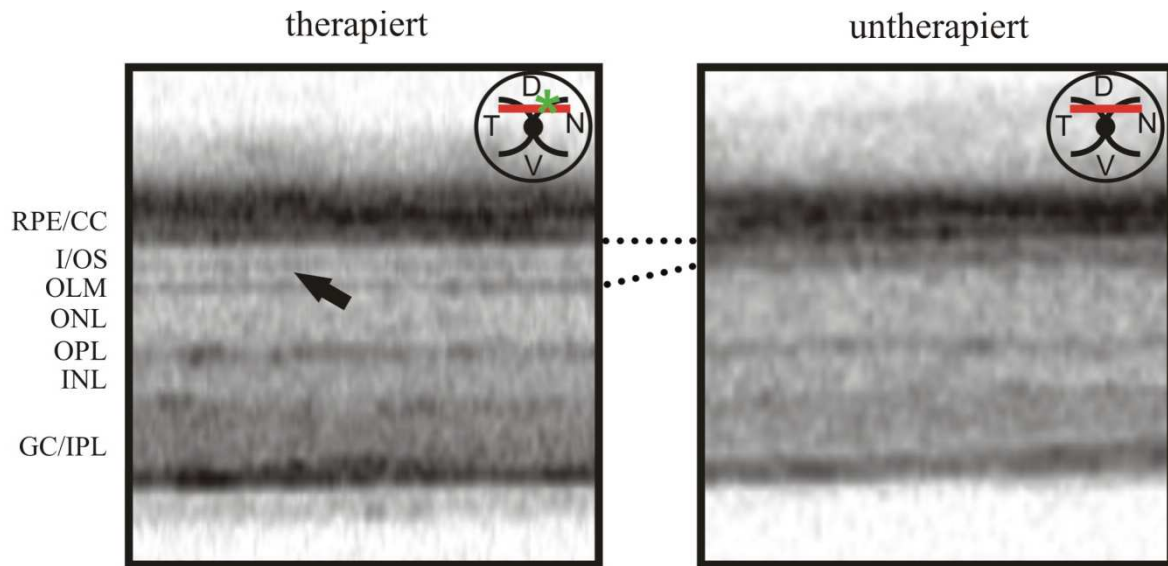 therapiert
untherapiert
D
T
N
V
D
T
N
V
RPE/CC
I/OS
OLM
ONL
OPL
INL
GC/IPL